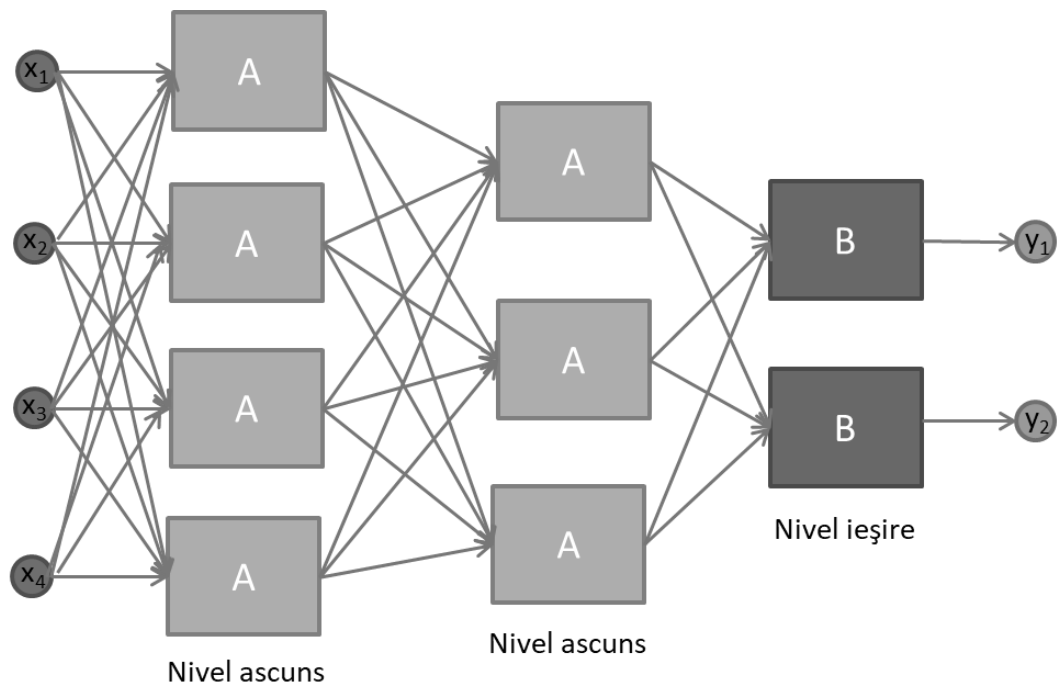 x₁
A
A
x₂
A
B
y₁
A
x₃
A
B
y₂
x₄
A
A
Nivel ieşire
Nivel ascuns
Nivel ascuns